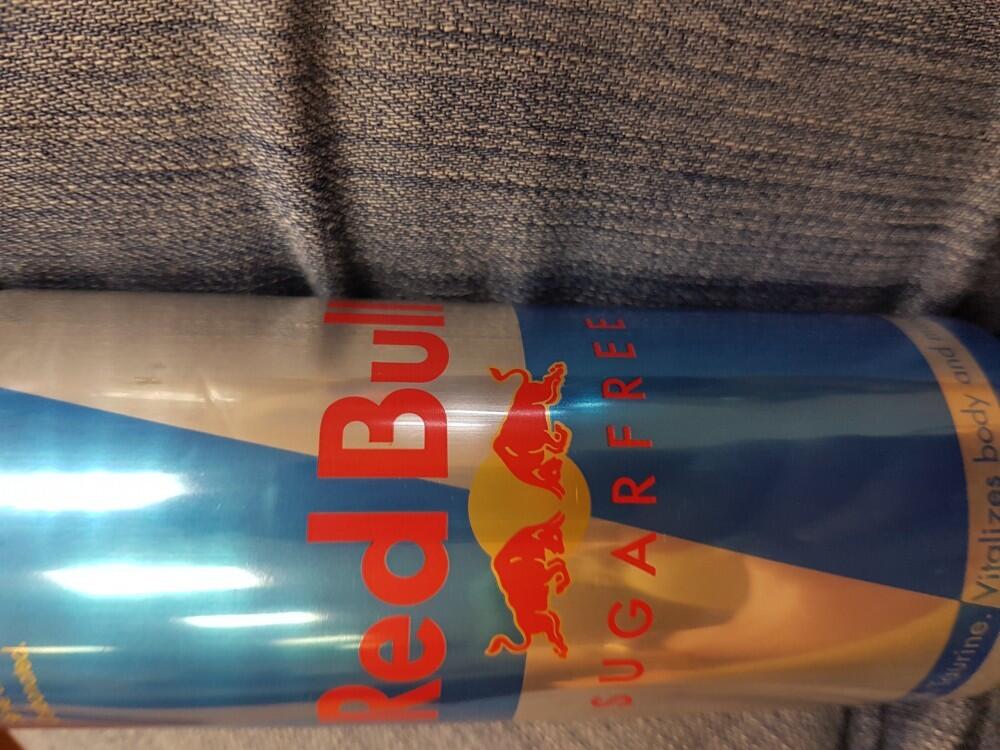 Red Bull
SUGARFREE
Taurine. Vitalizes body and